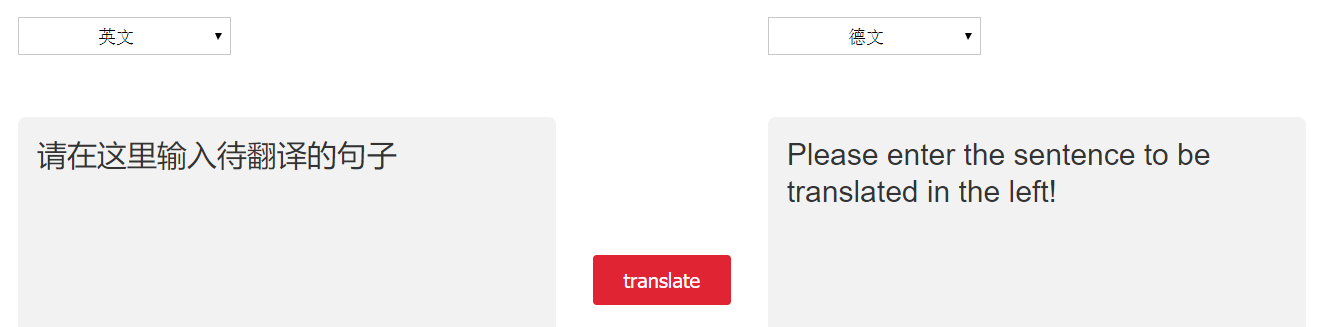 英文
德文
请在这里输入待翻译的句子
Please enter the sentence to be
translated in the left!
translate